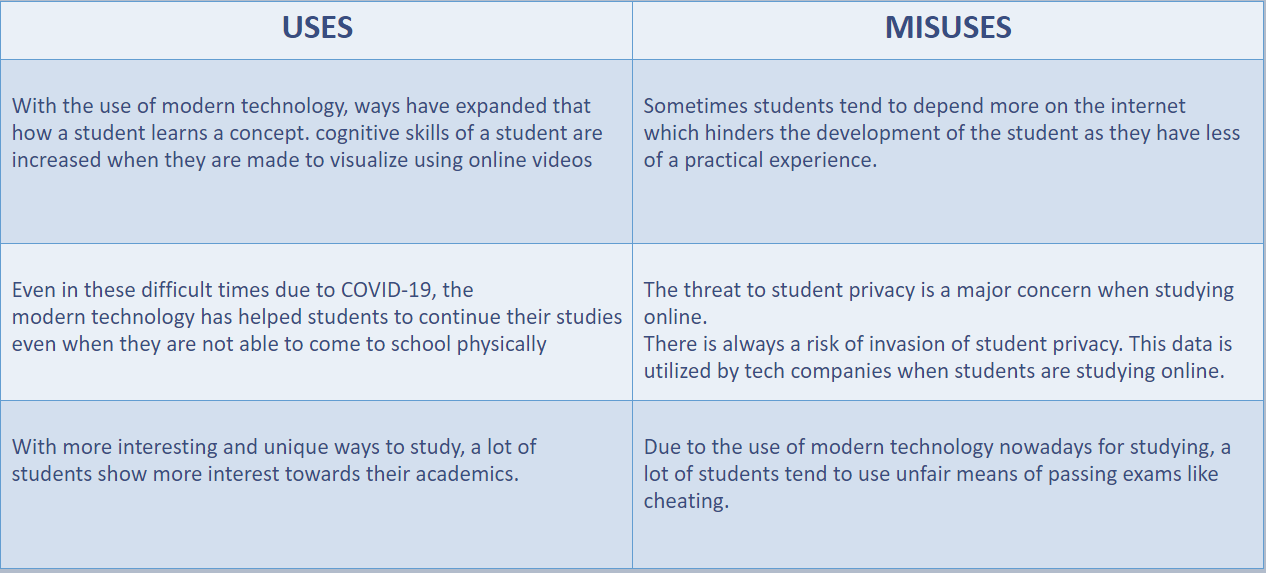 USES
MISUSES
With the use of modern technology, ways have expanded that
how a student learns a concept. cognitive skills of a student are
increased when they are made to visualize using online videos
Sometimes students tend to depend more on the internet
which hinders the development of the student as they have less
of a practical experience.
Even in these difficult times due to COVID-19, the
modern technology has helped students to continue their studies
even when they are not able to come to school physically
The threat to student privacy is a major concern when studying
online.
There is always a risk of invasion of student privacy. This data is
utilized by tech companies when students are studying online.
With more interesting and unique ways to study, a lot of
students show more interest towards their academics.
Due to the use of modern technology nowadays for studying, a
lot of students tend to use unfair means of passing exams like
cheating.